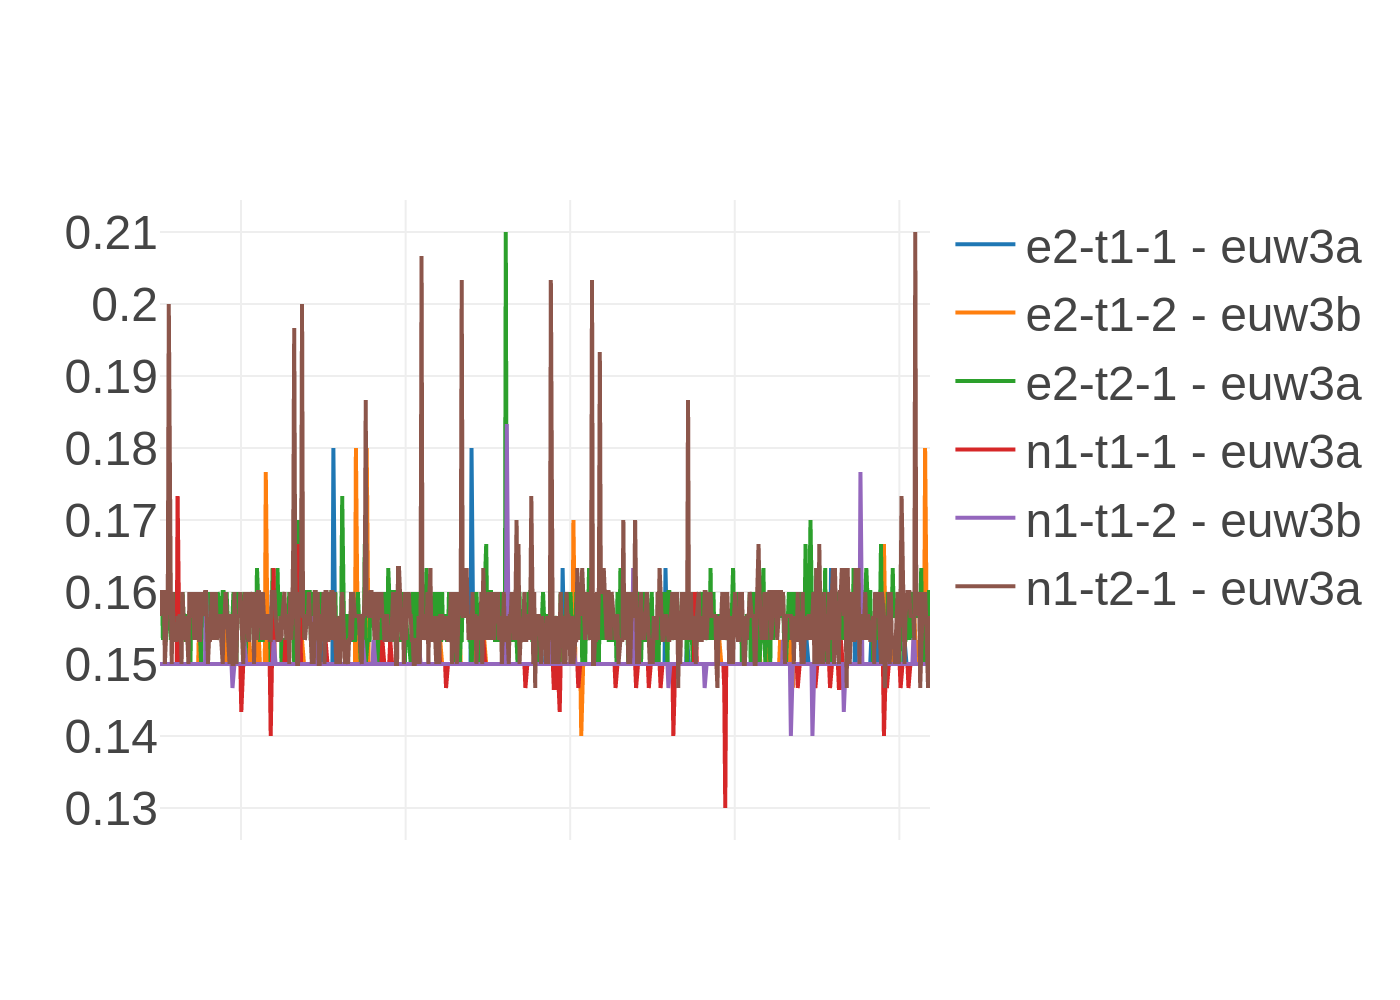 0.21
0.2
0.19
0.18
0.17
0.16
0.15
0.14
0.13
e2-t1-1 - euw3a
e2-t1-2 - euw3b
e2-t2-1 - euw3a
n1-t1-1 - euw3a
n1-t1-2 - euw3b
n1-t2-1 - euw3a